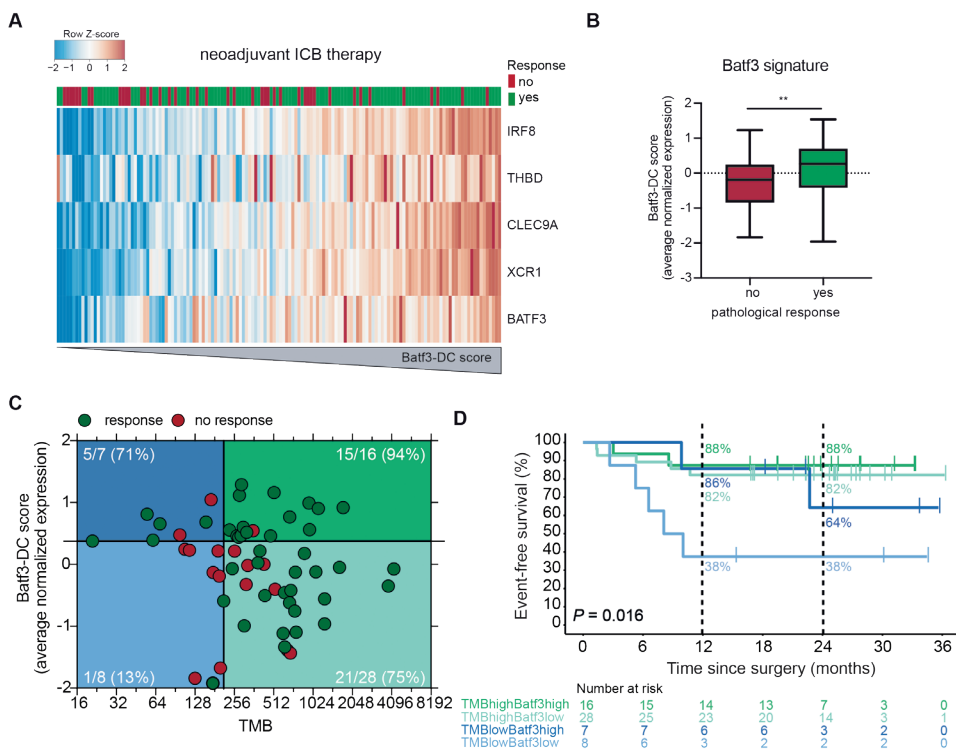 A
Row Z-score
−2 −1 0 1 2
neoadjuvant ICB therapy
Response
no
yes
IRF8
THBD
CLEC9A
XCR1
BATF3
Batf3-DC score
B
Batf3 signature
**
Batf3-DC score
(average normalized expression)
2
1
0
-1
-2
-3
no yes
pathological response
C
response no response
5/7 (71%) 15/16 (94%)
1/8 (13%) 21/28 (75%)
Batf3-DC score
(average normalized expression)
2
1
0
-1
-2
16 32 64 128 256 512 1024 2048 4096 8192
TMB
D
Event-free survival (%)
100
90
80
70
60
50
40
30
20
10
0
88% 88%
86%
82% 82%
64%
38% 38%
P = 0.016
0 6 12 18 24 30 36
Time since surgery (months)
Number at risk
TMBhighBatf3high 16 15 14 13 7 3 0
TMBhighBatf3low 28 25 23 20 14 3 1
TMBlowBatf3high 7 7 6 6 3 2 0
TMBlowBatf3low 8 6 3 2 2 2 0